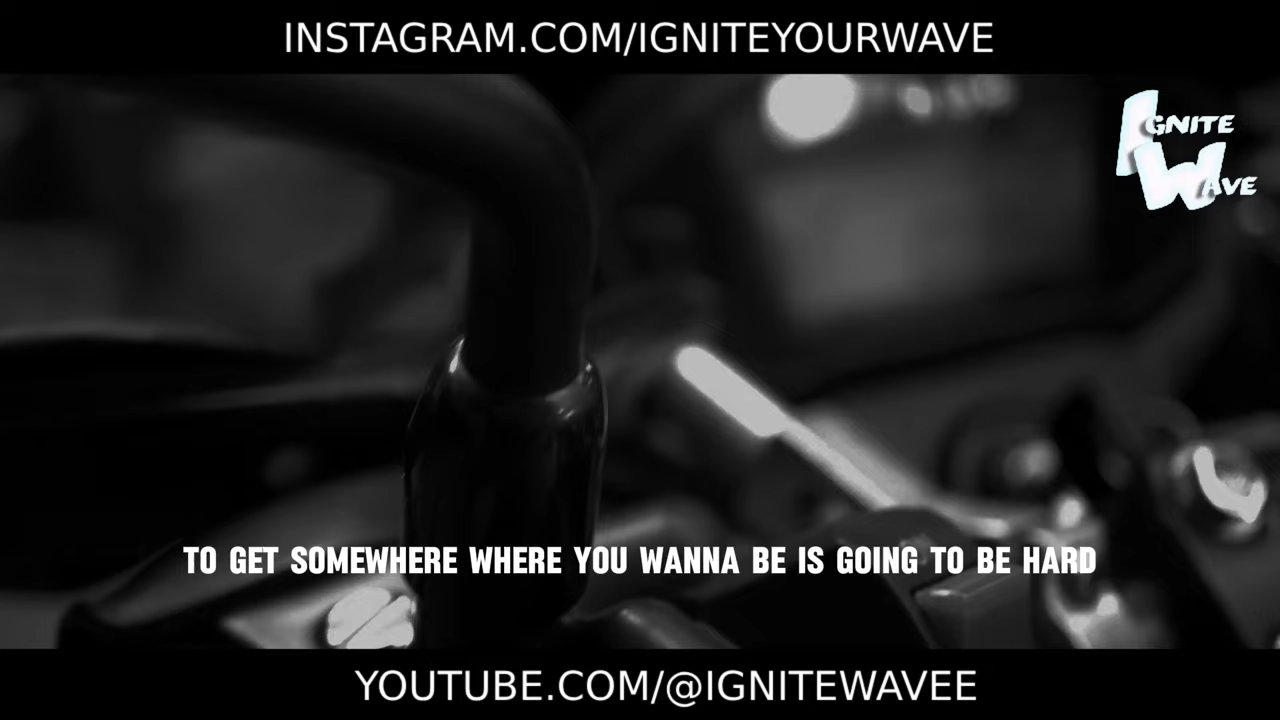 INSTAGRAM.COM/IGNITEYOURWAVE
IGNITE
WAVE
TO GET SOMEWHERE WHERE YOU WANNA BE IS GOING TO BE HARD
YOUTUBE.COM/@IGNITEWAVEE